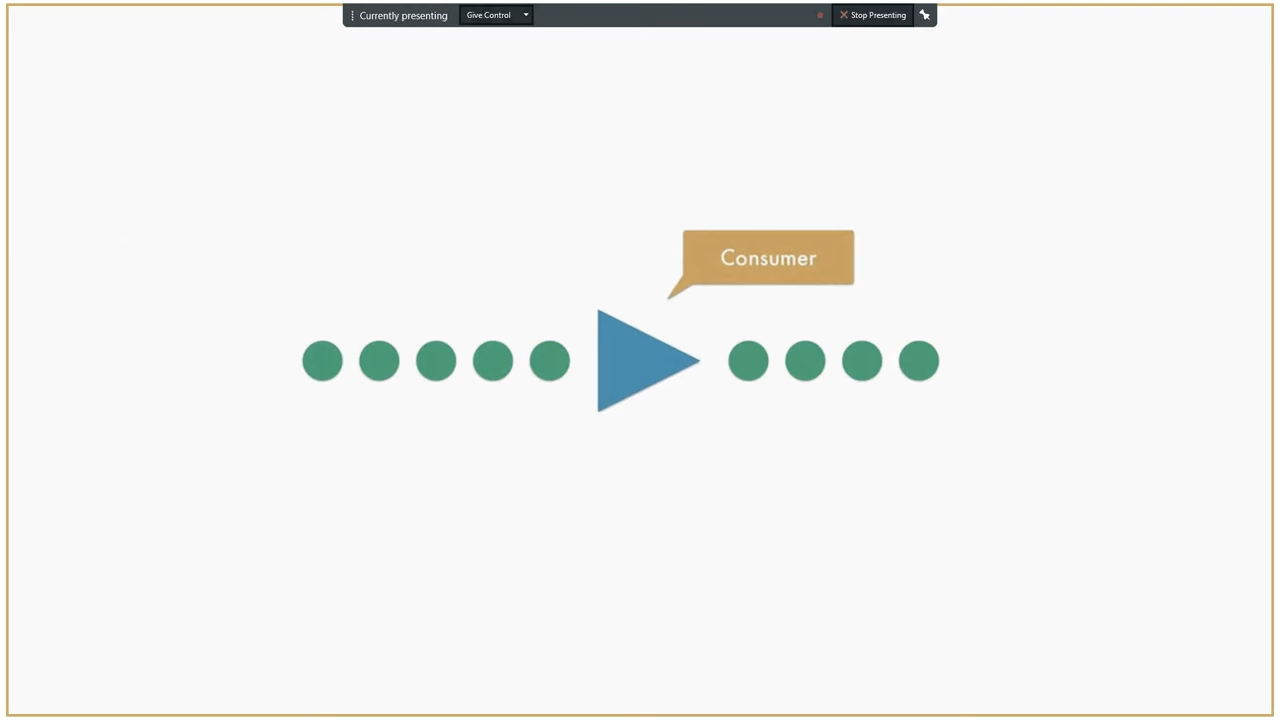 Currently presenting
Give Control
Stop Presenting
Consumer